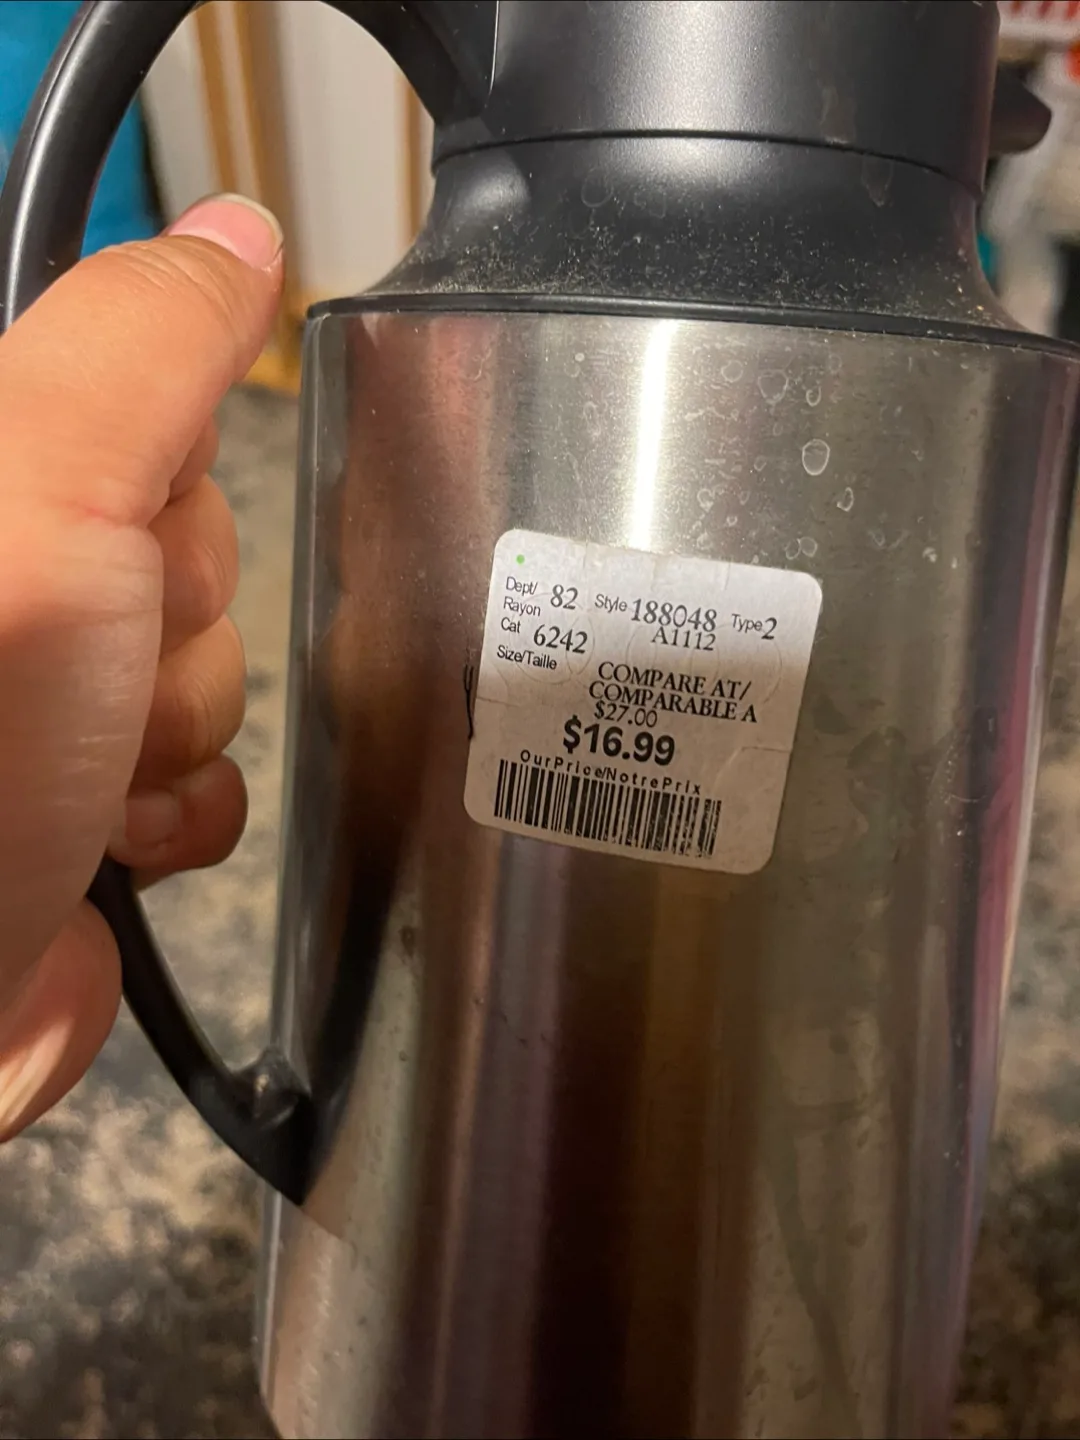 Dept/ Rayon 82 Style 188048 Type 2
A1112
Cat 6242
Size/Taille
COMPARE AT/
COMPARABLE A
$27.00
$16.99
OurPrice/NotrePrix